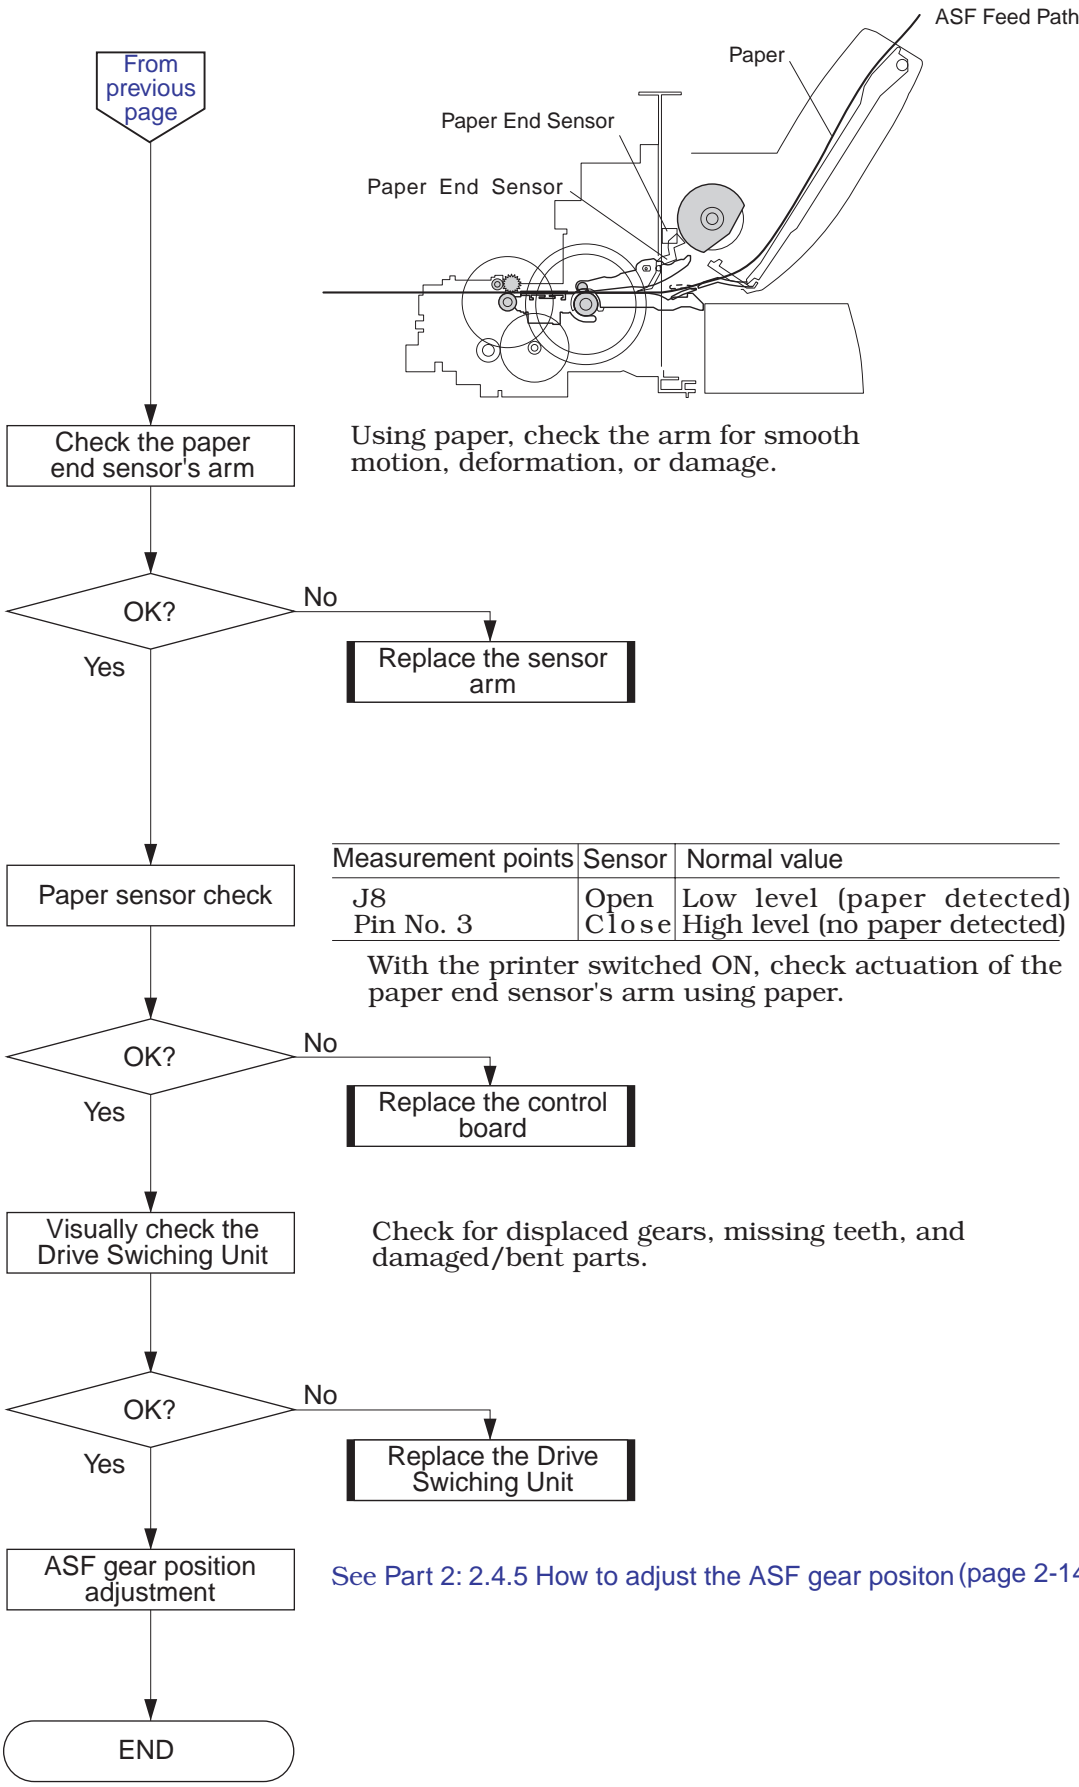 ASF Feed Path
Paper
Paper End Sensor
Paper End Sensor
From
previous
page
Check the paper
end sensor's arm
Using paper, check the arm for smooth
motion, deformation, or damage.
OK?
No
Yes
Replace the sensor
arm
Paper sensor check
Measurement points Sensor Normal value
J8 Open Low level (paper detected)
Pin No. 3 Close High level (no paper detected)
With the printer switched ON, check actuation of the
paper end sensor's arm using paper.
OK?
No
Yes
Replace the control
board
Visually check the
Drive Swiching Unit
Check for displaced gears, missing teeth, and
damaged/bent parts.
OK?
No
Yes
Replace the Drive
Swiching Unit
ASF gear position
adjustment
See Part 2: 2.4.5 How to adjust the ASF gear positon (page 2-14
END